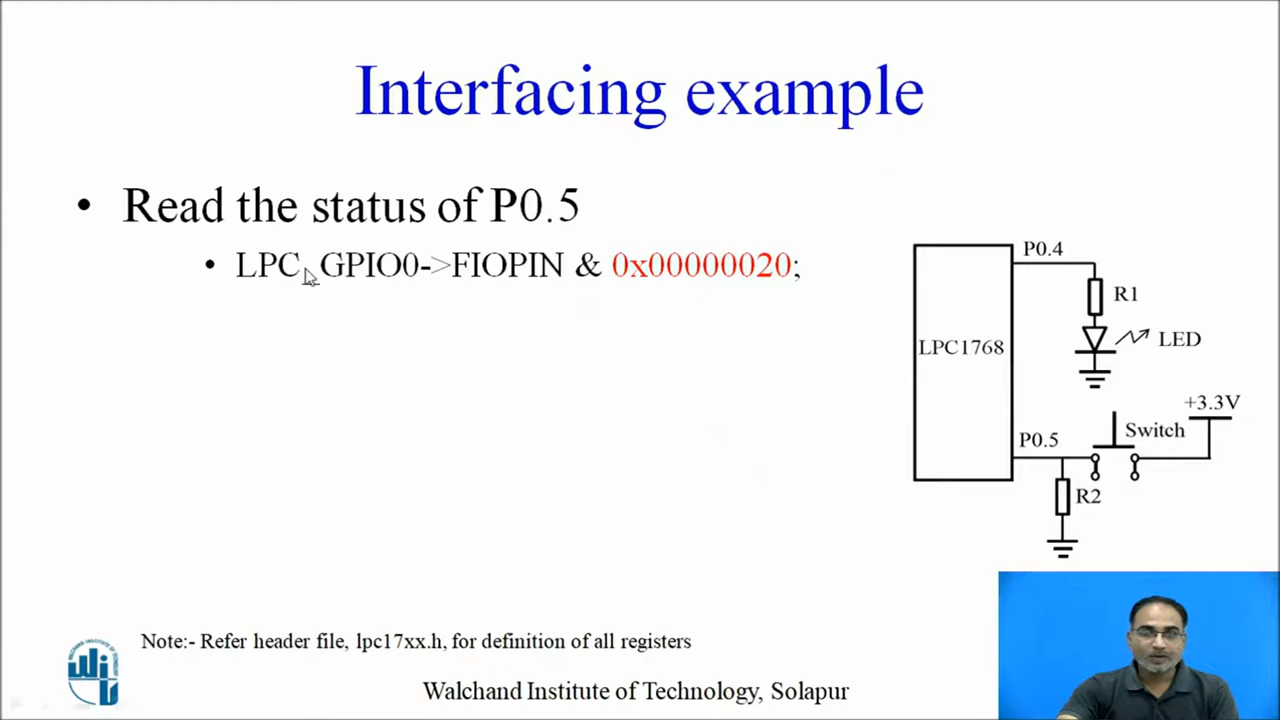 Interfacing example
• Read the status of P0.5
• LPC_GPIO0->FIOPIN & 0x00000020;
P0.4
R1
LPC1768
LED
+3.3V
Switch
P0.5
R2
Note:- Refer header file, lpc17xx.h, for definition of all registers
Walchand Institute of Technology, Solapur